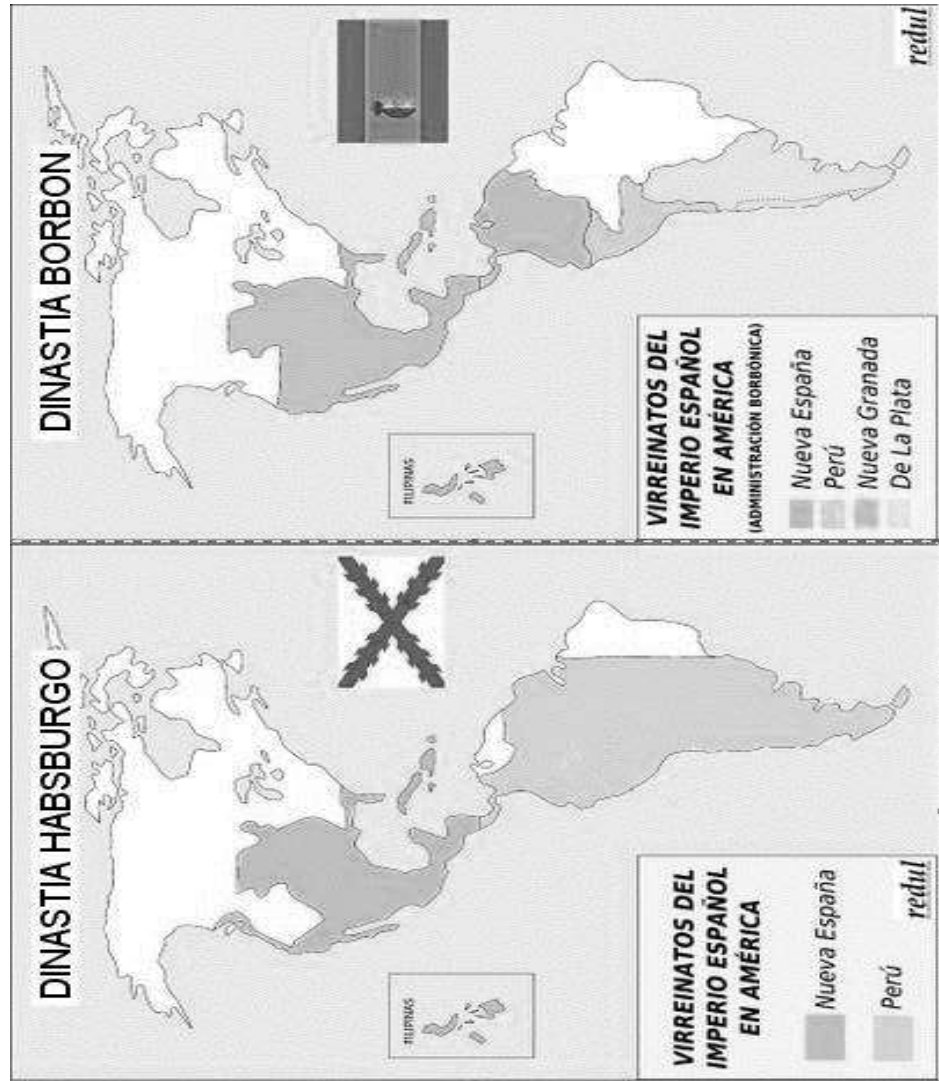 DINASTIA HABSBURGO
FILIPINAS
VIRREINATOS DEL
IMPERIO ESPAÑOL
EN AMÉRICA
Nueva España
Perú
redul
DINASTIA BORBON
FILIPINAS
VIRREINATOS DEL
IMPERIO ESPAÑOL
EN AMÉRICA
(ADMINISTRACIÓN BORBÓNICA)
Nueva España
Perú
Nueva Granada
De La Plata
redul